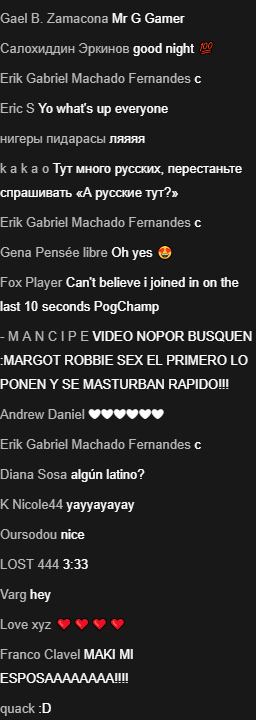 Gael B. Zamacona Mr G Gamer
Салохиддин Эркинов good night 💯
Erik Gabriel Machado Fernandes c
Eric S Yo what's up everyone
нигеры пидарасы ляяяя
k a k a o Тут много русских, перестаньте
спрашивать «А русские тут?»
Erik Gabriel Machado Fernandes c
Gena Pensée libre Oh yes 😍
Fox Player Can't believe i joined in on the
last 10 seconds PogChamp
- M A N C I P E VIDEO NOPOR BUSQUEN
:MARGOT ROBBIE SEX EL PRIMERO LO
PONEN Y SE MASTURBAN RAPIDO!!!
Andrew Daniel 🤍🤍🤍🤍🤍🤍
Erik Gabriel Machado Fernandes c
Diana Sosa algún latino?
K Nicole44 yayyayayay
Oursodou nice
LOST 444 3:33
Varg hey
Love xyz ❤️ ❤️ ❤️ ❤️
Franco Clavel MAKI MI
ESPOSAAAAAAAA!!!!
quack :D